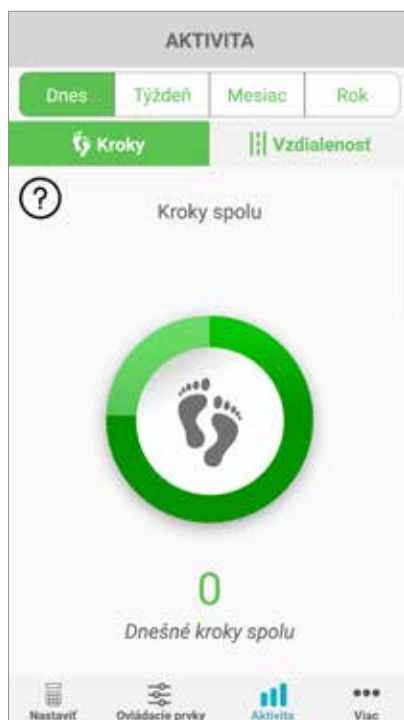 AKTIVITA
Dnes Týždeň Mesiac Rok
Kroky Vzdialenosť
?
Kroky spolu
0
Dnešné kroky spolu
Nastaviť Ovládacie prvky Aktivita Viac